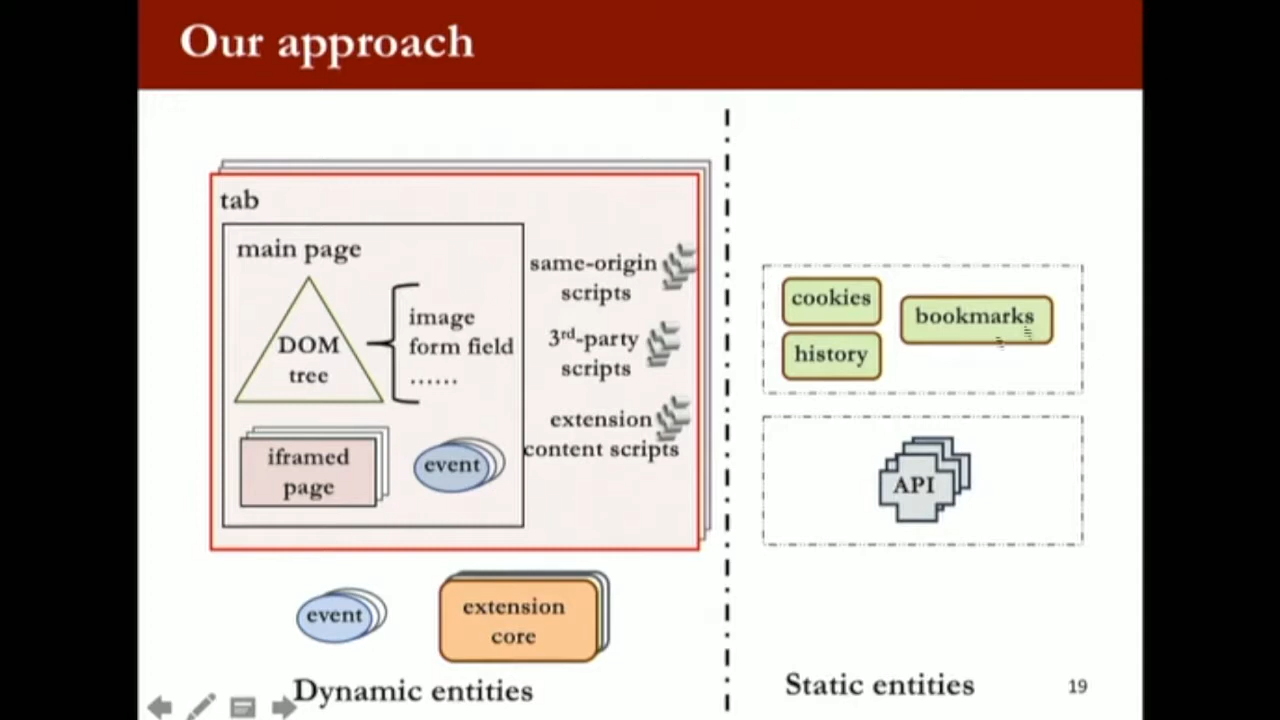 Our approach
tab
main page
DOM
tree
image
form field
......
iframed
page
event
same-origin
scripts
3rd-party
scripts
extension
content scripts
event
extension
core
Dynamic entities
cookies
history
bookmarks
API
Static entities
19